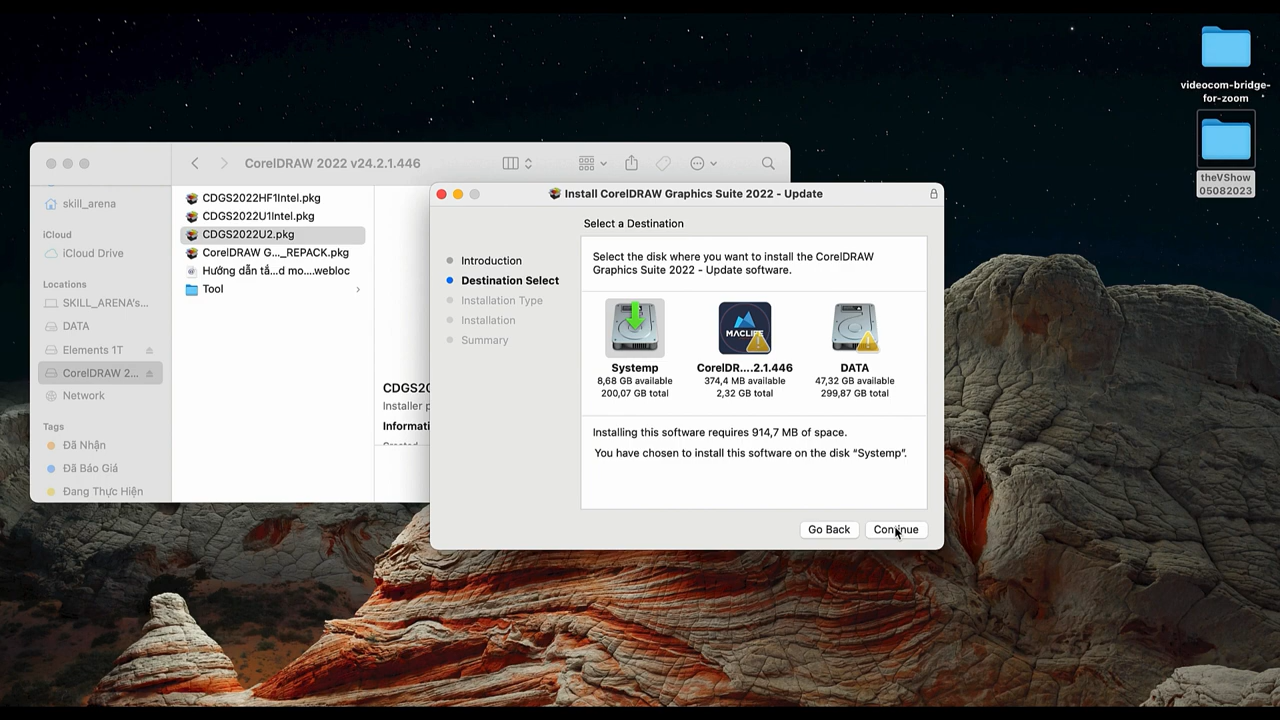 videocom-bridge-
for-zoom
theVShow
05082023
CorelDRAW 2022 v24.2.1.446
skill_arena
iCloud
iCloud Drive
Locations
SKILL_ARENA's...
DATA
Elements 1T
CorelDRAW 2...
Network
Tags
Đã Nhận
Đã Báo Giá
Đang Thực Hiện
CDGS2022HF1Intel.pkg
CDGS2022U1Intel.pkg
CDGS2022U2.pkg
CorelDRAW G..._REPACK.pkg
Hướng dẫn tắ...d mo....webloc
Tool
CDGS20
Installer p
Informati
Install CorelDRAW Graphics Suite 2022 - Update
Select a Destination
Introduction
Destination Select
Installation Type
Installation
Summary
Select the disk where you want to install the CorelDRAW
Graphics Suite 2022 - Update software.
Systemp
8,68 GB available
200,07 GB total
MACLIFE
CorelDR....2.1.446
374,4 MB available
2,32 GB total
DATA
47,32 GB available
299,87 GB total
Installing this software requires 914,7 MB of space.
You have chosen to install this software on the disk “Systemp”.
Go Back
Continue